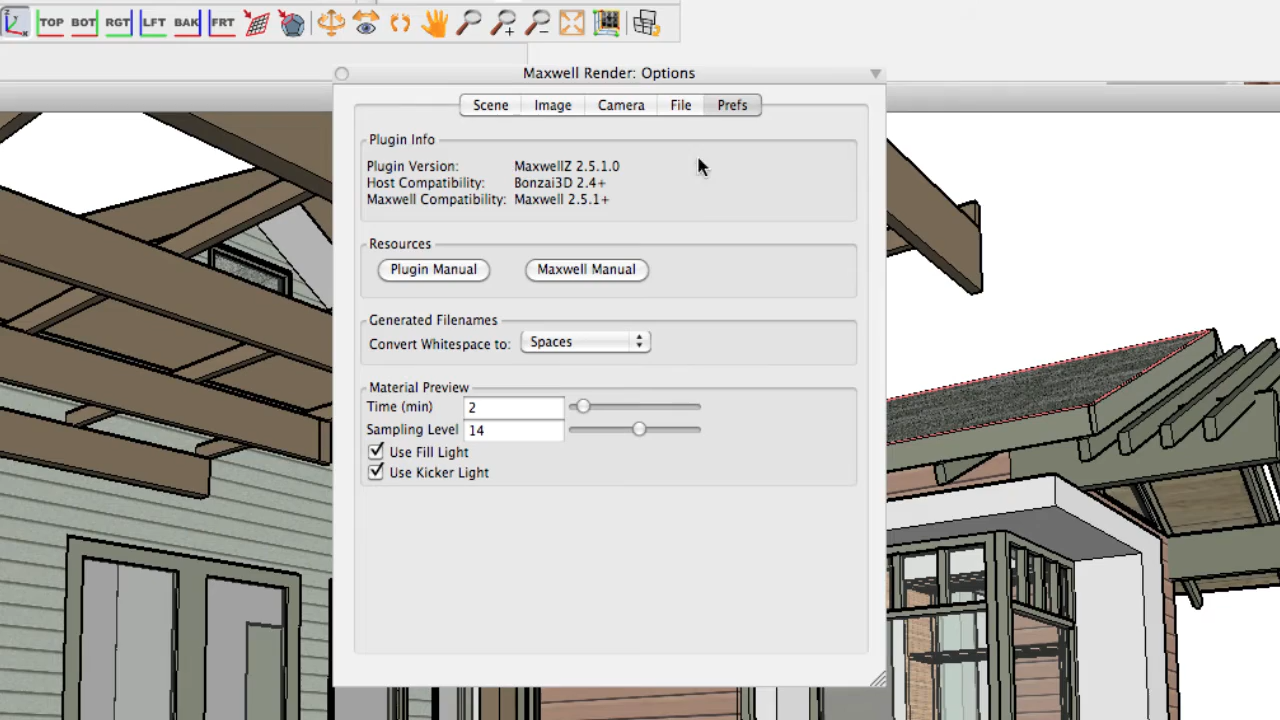 TOP BOT RGT LFT BAK FRT
Maxwell Render: Options
Scene Image Camera File Prefs
Plugin Info
Plugin Version: MaxwellZ 2.5.1.0
Host Compatibility: Bonzai3D 2.4+
Maxwell Compatibility: Maxwell 2.5.1+
Resources
Plugin Manual Maxwell Manual
Generated Filenames
Convert Whitespace to: Spaces
Material Preview
Time (min) 2
Sampling Level 14
Use Fill Light
Use Kicker Light